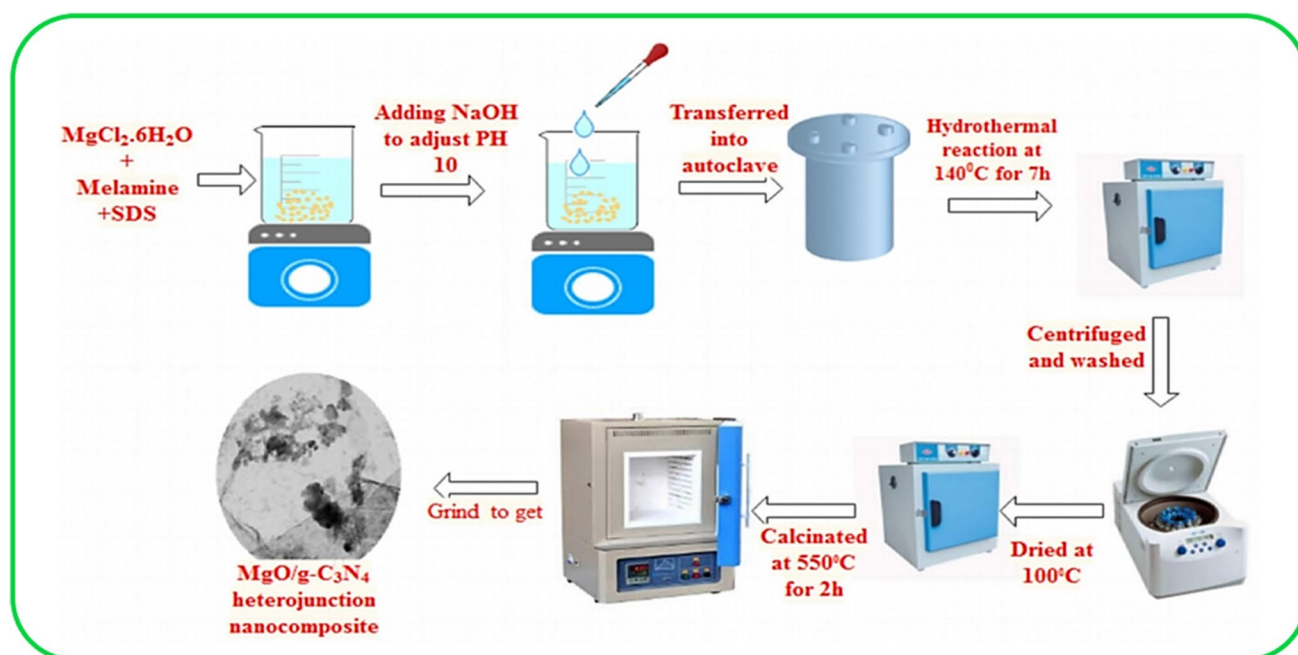 MgCl₂.6H₂O
+
Melamine
+SDS
Adding NaOH
to adjust PH
10
Transferred
into
autoclave
Hydrothermal
reaction at
140⁰C for 7h
Centrifuged
and washed
Dried at
100⁰C
Calcinated
at 550⁰C
for 2h
Grind to get
MgO/g-C₃N₄
heterojunction
nanocomposite